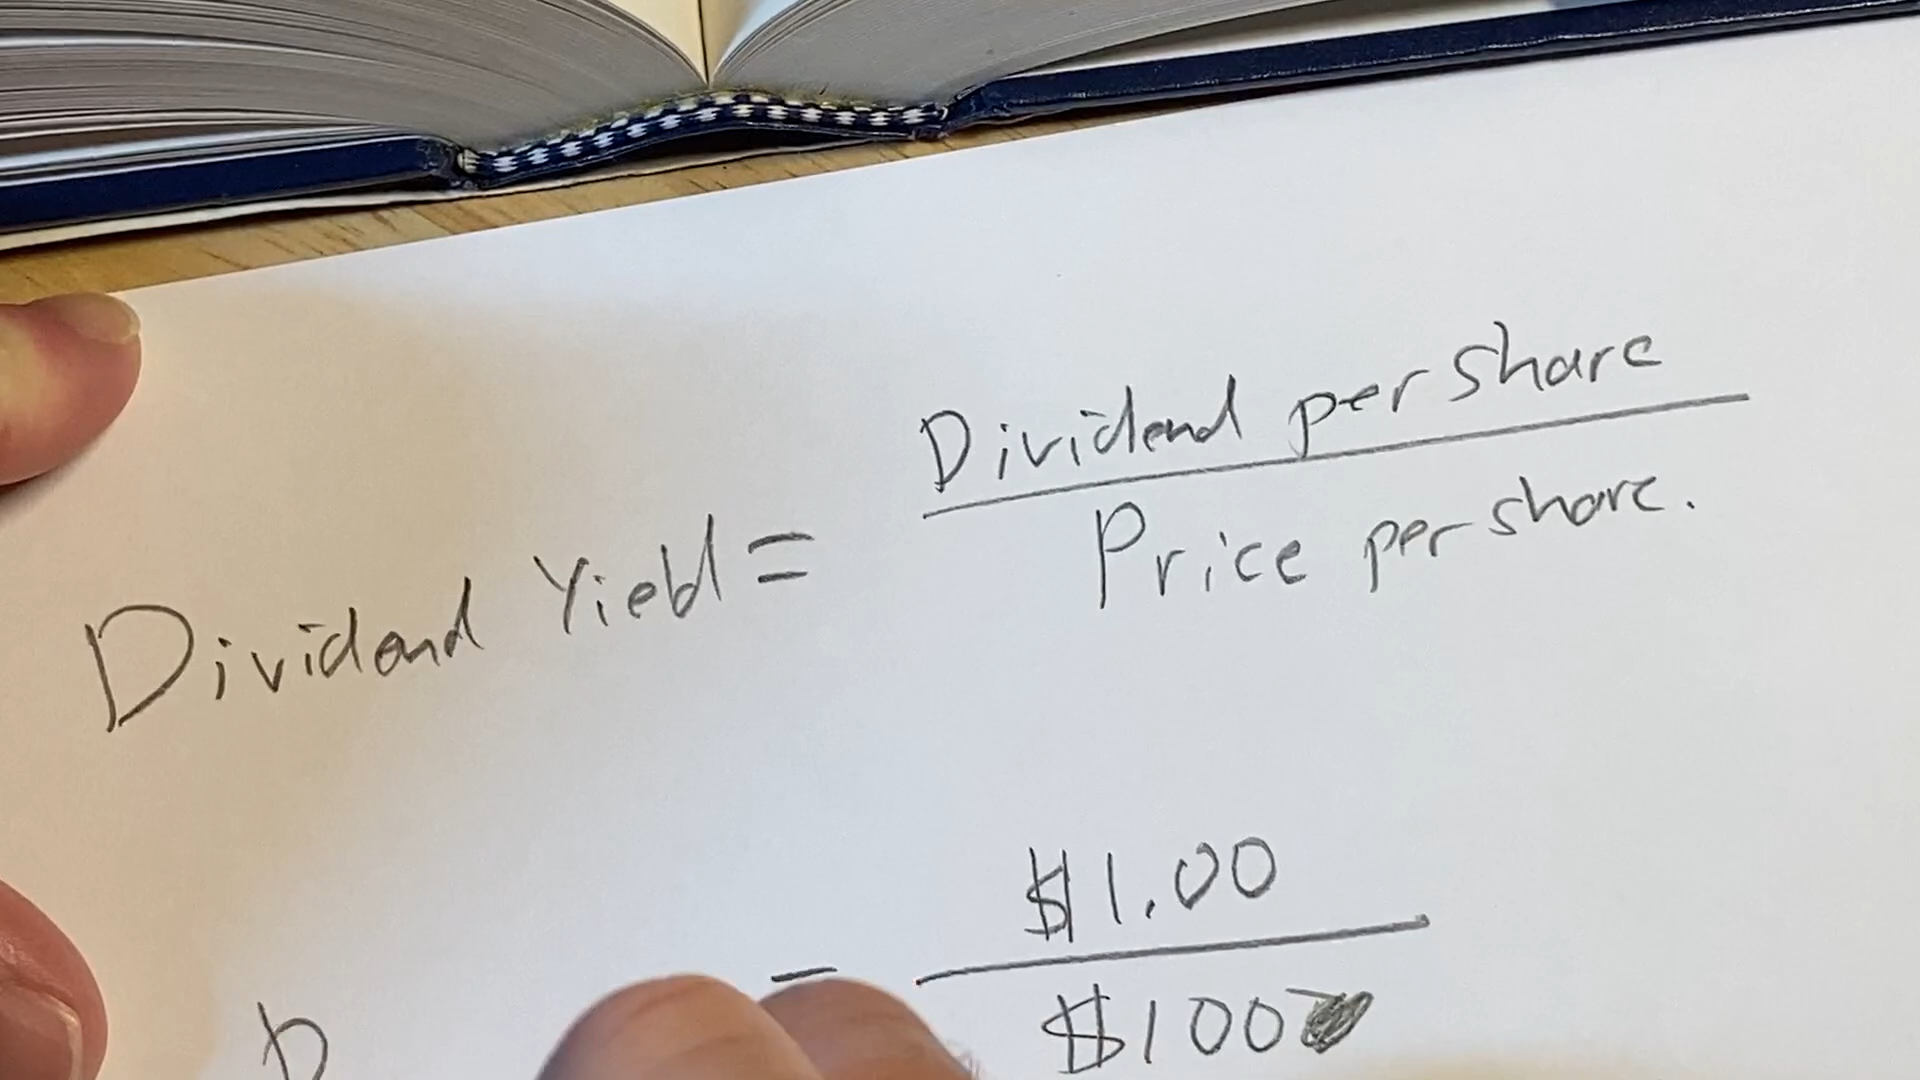 Dividend Yield = Dividend per share
Price per share.
= $1.00
$100
D